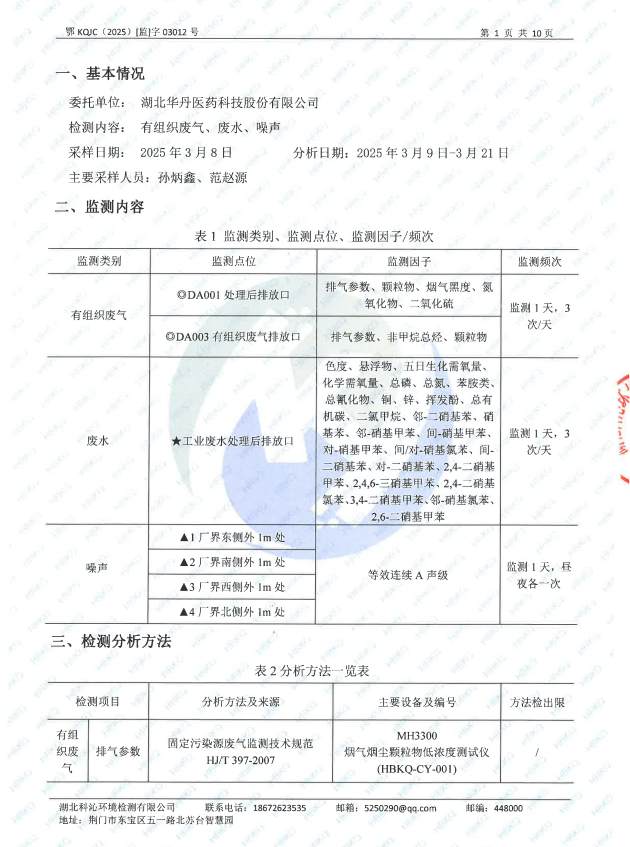 鄂 KQJC（2025）[监]字 03012 号
第 1 页 共 10 页
一、基本情况
委托单位： 湖北华丹医药科技股份有限公司
检测内容： 有组织废气、废水、噪声
采样日期： 2025 年 3 月 8 日 分析日期：2025 年 3 月 9 日-3 月 21 日
主要采样人员：孙炳鑫、范赵源
二、监测内容
表 1 监测类别、监测点位、监测因子/频次
监测类别 监测点位 监测因子 监测频次
有组织废气
◎DA001 处理后排放口
排气参数、颗粒物、烟气黑度、氮
氧化物、二氧化硫
监测 1 天，3
次/天
◎DA003 有组织废气排放口
排气参数、非甲烷总烃、颗粒物
废水
★工业废水处理后排放口
色度、悬浮物、五日生化需氧量、
化学需氧量、总磷、总氮、苯胺类、
总氰化物、铜、锌、挥发酚、总有
机碳、二氯甲烷、邻-二硝基苯、硝
基苯、邻-硝基甲苯、间-硝基甲苯、
对-硝基甲苯、间/对-硝基氯苯、间-
二硝基苯、对-二硝基苯、2,4-二硝基
甲苯、2,4,6-三硝基甲苯、2,4-二硝基
氯苯、3,4-二硝基甲苯、邻-硝基氯苯、
2,6-二硝基甲苯
监测 1 天，3
次/天
噪声
▲1 厂界东侧外 1m 处
▲2 厂界南侧外 1m 处
▲3 厂界西侧外 1m 处
▲4 厂界北侧外 1m 处
等效连续 A 声级
监测 1 天，昼
夜各一次
三、检测分析方法
表 2 分析方法一览表
检测项目 分析方法及来源 主要设备及编号 方法检出限
有组
织废
气
排气参数
固定污染源废气监测技术规范
HJ/T 397-2007
MH3300
烟气烟尘颗粒物低浓度测试仪
(HBKQ-CY-001)
/
湖北科沁环境检测有限公司 联系电话：18672623535 邮箱：5250290@qq.com 邮编：448000
地址：荆门市东宝区五一路北苏台智慧园